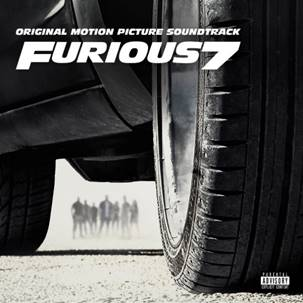 ORIGINAL MOTION PICTURE SOUNDTRACK
FURIOUS7
PARENTAL
ADVISORY
EXPLICIT CONTENT